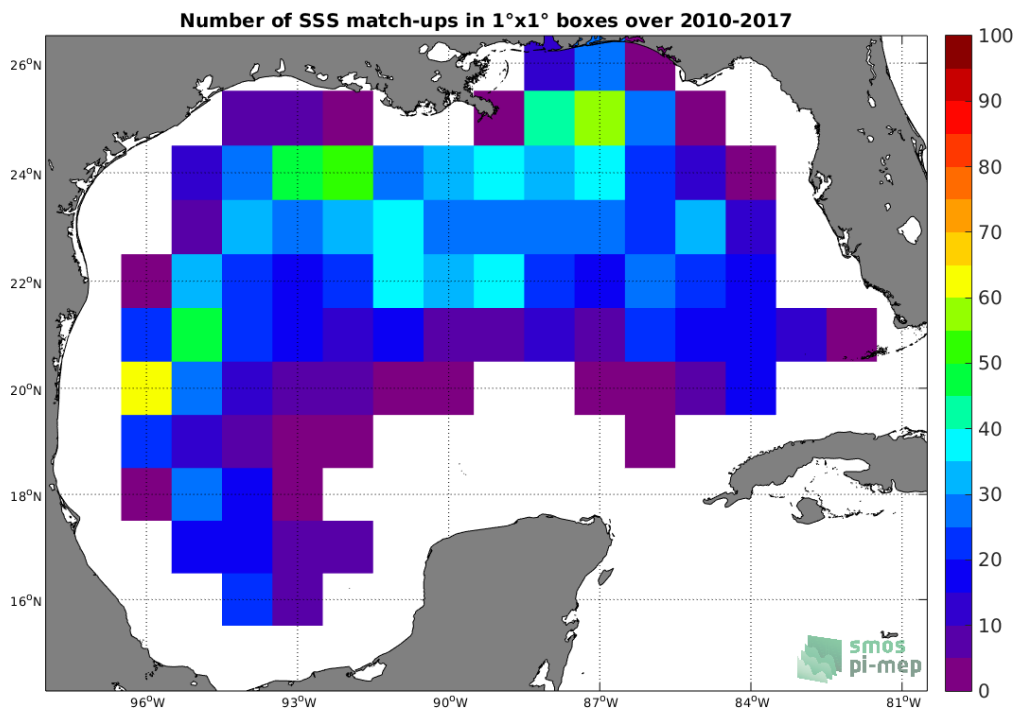 Number of SSS match-ups in 1°x1° boxes over 2010-2017
26°N
24°N
22°N
20°N
18°N
16°N
96°W
93°W
90°W
87°W
84°W
81°W
100
90
80
70
60
50
40
30
20
10
0
smos
pi-mep